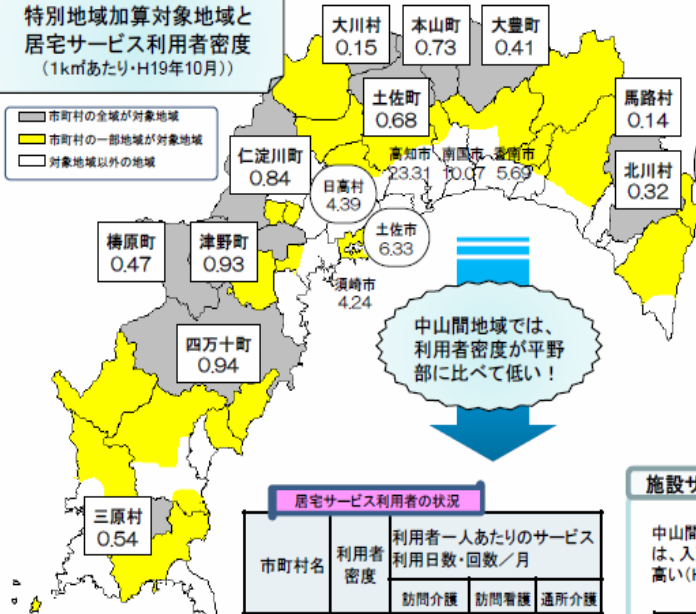 特別地域加算対象地域と
居宅サービス利用者密度
(1k㎡あたり・H19年10月))
市町村の全域が対象地域
市町村の一部地域が対象地域
対象地域以外の地域
大川村
0.15
本山町
0.73
大豊町
0.41
土佐町
0.68
馬路村
0.14
北川村
0.32
仁淀川町
0.84
高知市
23.31
南国市
10.07
香南市
5.69
日高村
4.39
土佐市
6.33
梼原町
0.47
津野町
0.93
須崎市
4.24
四万十町
0.94
三原村
0.54
中山間地域では、
利用者密度が平野
部に比べて低い！
居宅サービス利用者の状況
市町村名
利用者
密度
利用者一人あたりのサービス
利用日数・回数／月
訪問介護
訪問看護
通所介護
施設サ
中山間
は、入
高い(H